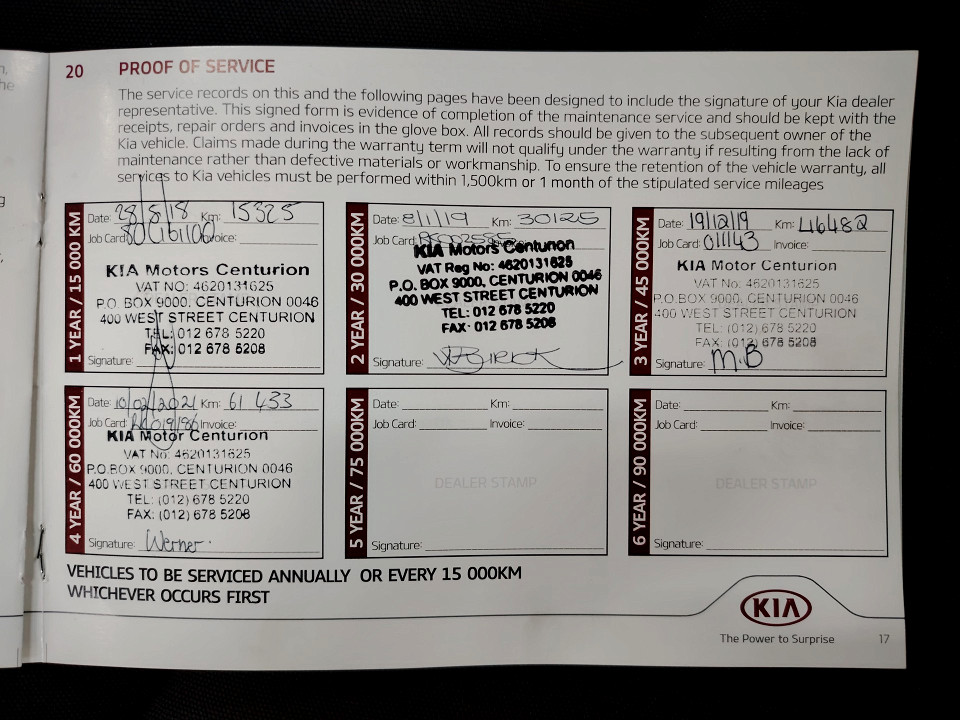 20 PROOF OF SERVICE
The service records on this and the following pages have been designed to include the signature of your Kia dealer
representative. This signed form is evidence of completion of the maintenance service and should be kept with the
receipts, repair orders and invoices in the glove box. All records should be given to the subsequent owner of the
Kia vehicle. Claims made during the warranty term will not qualify under the warranty if resulting from the lack of
maintenance rather than defective materials or workmanship. To ensure the retention of the vehicle warranty, all
services to Kia vehicles must be performed within 1,500km or 1 month of the stipulated service mileages
1 YEAR / 15 000 KM
Date: 28/8/18 Km: 15325
Job Card: Invoice:
KIA Motors Centurion
VAT NO: 4620131625
P.O. BOX 9000, CENTURION 0046
400 WEST STREET CENTURION
TEL: 012 678 5220
FAX: 012 678 5208
Signature:
2 YEAR / 30 000KM
Date: 8/1/19 Km: 30125
Job Card:
KIA Motors Centurion
VAT Reg No: 4620131625
P.O. BOX 9000, CENTURION 0046
400 WEST STREET CENTURION
TEL: 012 678 5220
FAX: 012 678 5208
Signature:
3 YEAR / 45 000KM
Date: 19/12/19 Km: 46482
Job Card: 011143 Invoice:
KIA Motor Centurion
VAT No: 4620131625
P.O.BOX 9000, CENTURION 0046
400 WEST STREET CENTURION
TEL: (012) 678 5220
FAX: (012) 678 5208
Signature: M.B
4 YEAR / 60 000KM
Date: 10/02/2021 Km: 61 433
Job Card: Invoice:
KIA Motor Centurion
VAT No: 4620131625
P.O.BOX 9000, CENTURION 0046
400 WEST STREET CENTURION
TEL: (012) 678 5220
FAX: (012) 678 5208
Signature: Werner.
5 YEAR / 75 000KM
Date: Km:
Job Card: Invoice:
DEALER STAMP
Signature:
6 YEAR / 90 000KM
Date: Km:
Job Card: Invoice:
DEALER STAMP
Signature:
VEHICLES TO BE SERVICED ANNUALLY OR EVERY 15 000KM
WHICHEVER OCCURS FIRST
KIA
The Power to Surprise
17